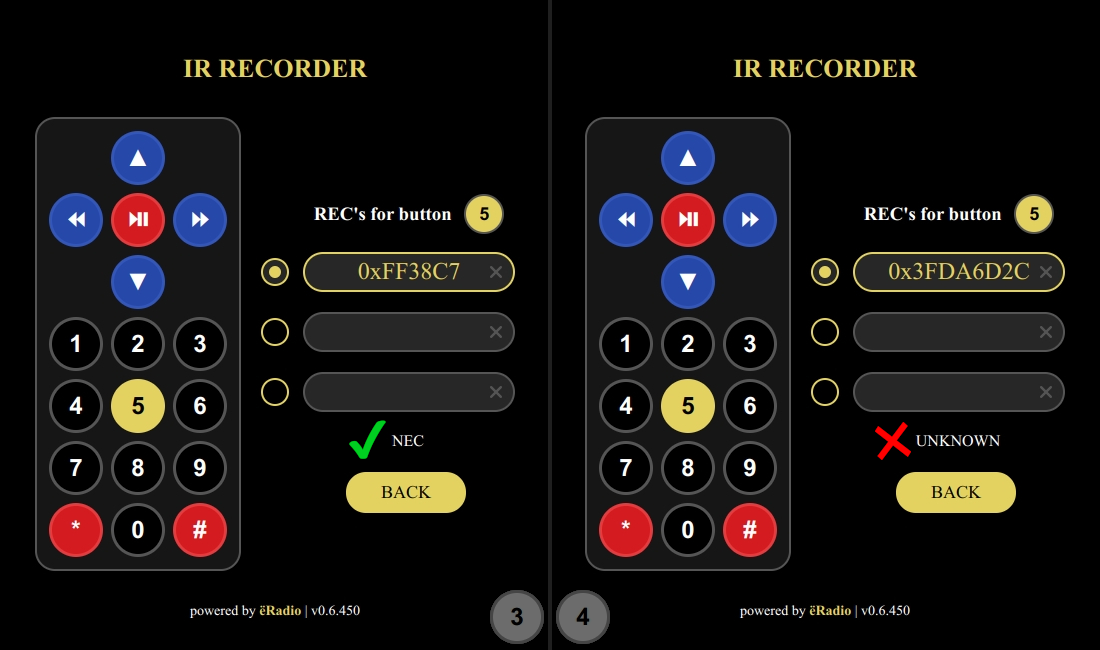 IR RECORDER
▲
REC's for button 5
0xFF38C7 ×
▼
×
1 2 3
×
4 5 6
NEC
7 8 9
BACK
* 0 #
powered by ëRadio | v0.6.450
3
IR RECORDER
▲
REC's for button 5
0x3FDA6D2C ×
▼
×
1 2 3
×
4 5 6
UNKNOWN
7 8 9
BACK
* 0 #
powered by ëRadio | v0.6.450
4